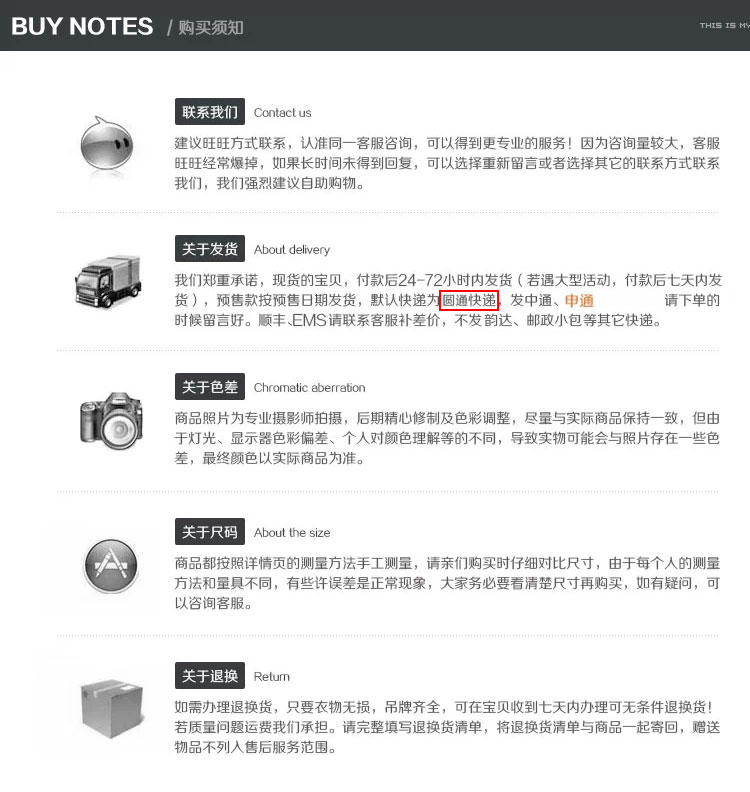 BUY NOTES / 购买须知
THIS IS MY
联系我们 Contact us
建议旺旺方式联系，认准同一客服咨询，可以得到更专业的服务！因为咨询量较大，客服
旺旺经常爆掉，如果长时间未得到回复，可以选择重新留言或者选择其它的联系方式联系
我们，我们强烈建议自助购物。
关于发货 About delivery
我们郑重承诺，现货的宝贝，付款后24-72小时内发货（若遇大型活动，付款后七天内发
货），预售款按预售日期发货，默认快递为圆通快递，发中通、申通 请下单的
时候留言好。顺丰、EMS请联系客服补差价，不发韵达、邮政小包等其它快递。
关于色差 Chromatic aberration
商品照片为专业摄影师拍摄，后期精心修制及色彩调整，尽量与实际商品保持一致，但由
于灯光、显示器色彩偏差、个人对颜色理解等的不同，导致实物可能会与照片存在一些色
差，最终颜色以实际商品为准。
关于尺码 About the size
商品都按照详情页的测量方法手工测量，请亲们购买时仔细对比尺寸，由于每个人的测量
方法和量具不同，有些许误差是正常现象，大家务必要看清楚尺寸再购买，如有疑问，可
以咨询客服。
关于退换 Return
如需办理退换货，只要衣物无损，吊牌齐全，可在宝贝收到七天内办理可无条件退换货！
若质量问题运费我们承担。请完整填写退换货清单，将退换货清单与商品一起寄回，赠送
物品不列入售后服务范围。